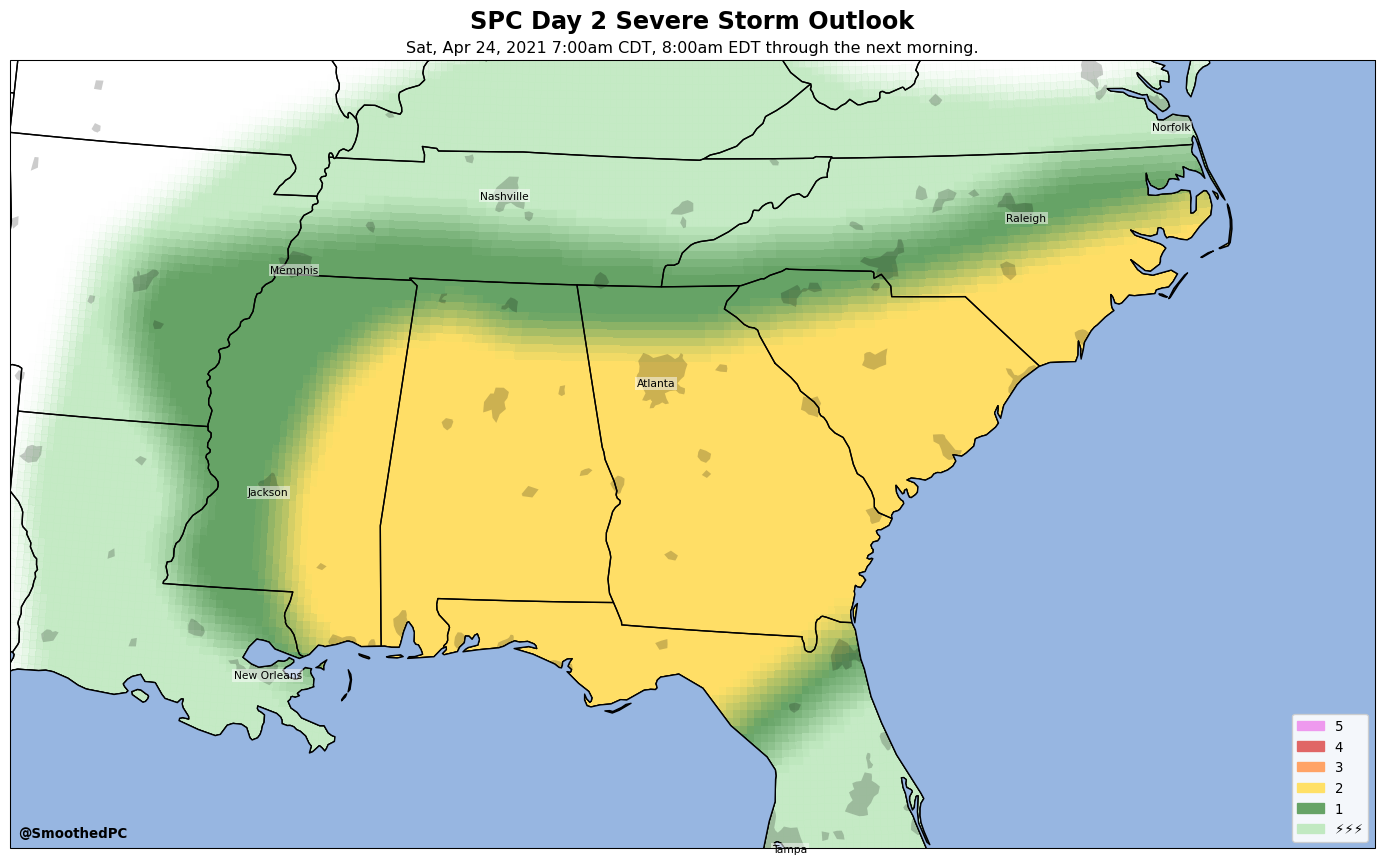 SPC Day 2 Severe Storm Outlook
Sat, Apr 24, 2021 7:00am CDT, 8:00am EDT through the next morning.
Norfolk
Nashville
Raleigh
Memphis
Atlanta
Jackson
New Orleans
5
4
3
2
1
⚡⚡⚡
@SmoothedPC
Tampa